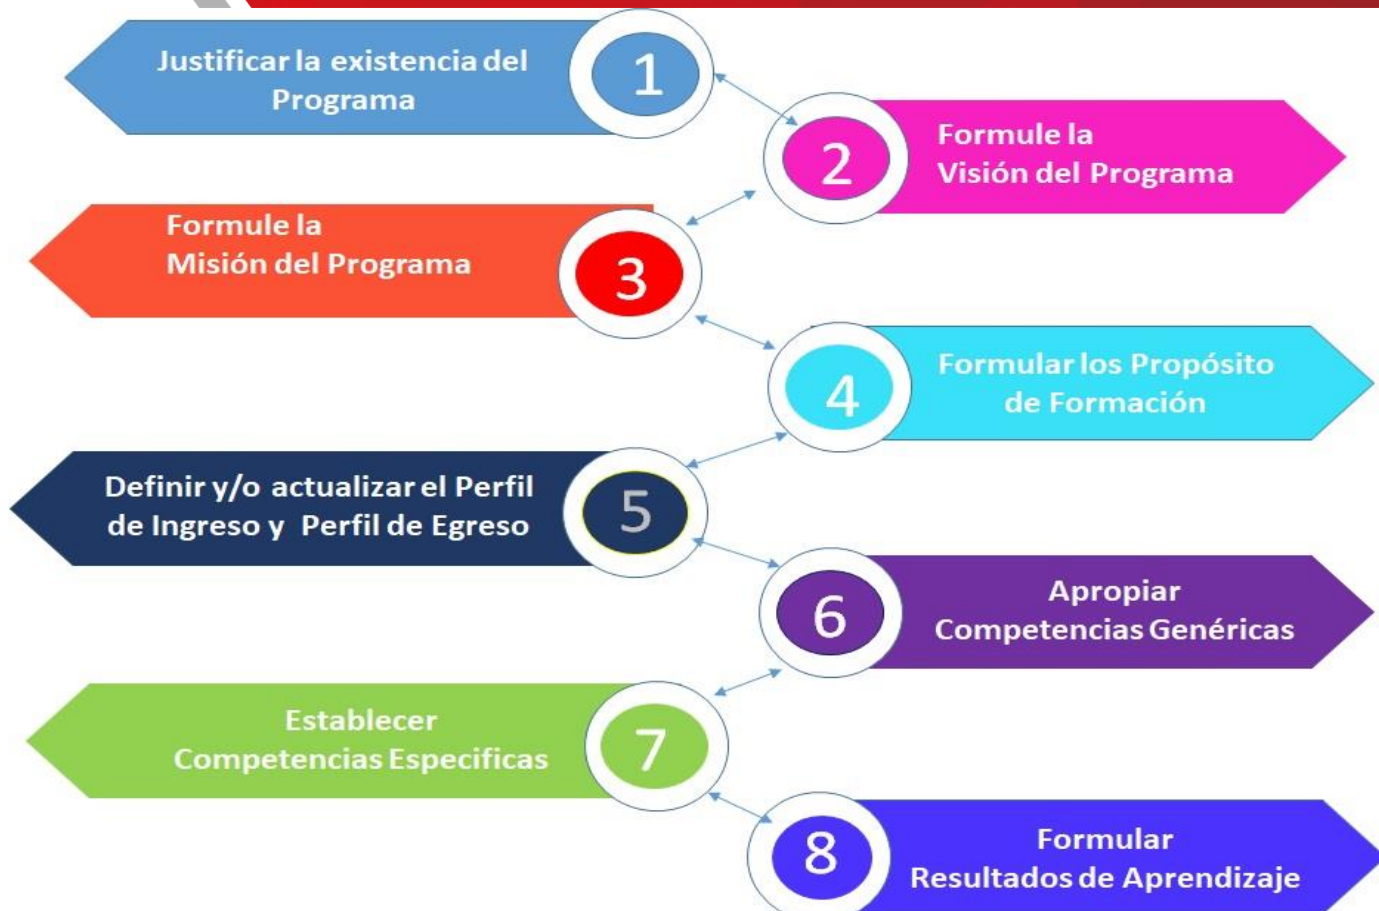 Justificar la existencia del
Programa
1
2
Formule la
Visión del Programa
Formule la
Misión del Programa
3
4
Formular los Propósito
de Formación
Definir y/o actualizar el Perfil
de Ingreso y Perfil de Egreso
5
6
Apropiar
Competencias Genéricas
Establecer
Competencias Especificas
7
8
Formular
Resultados de Aprendizaje